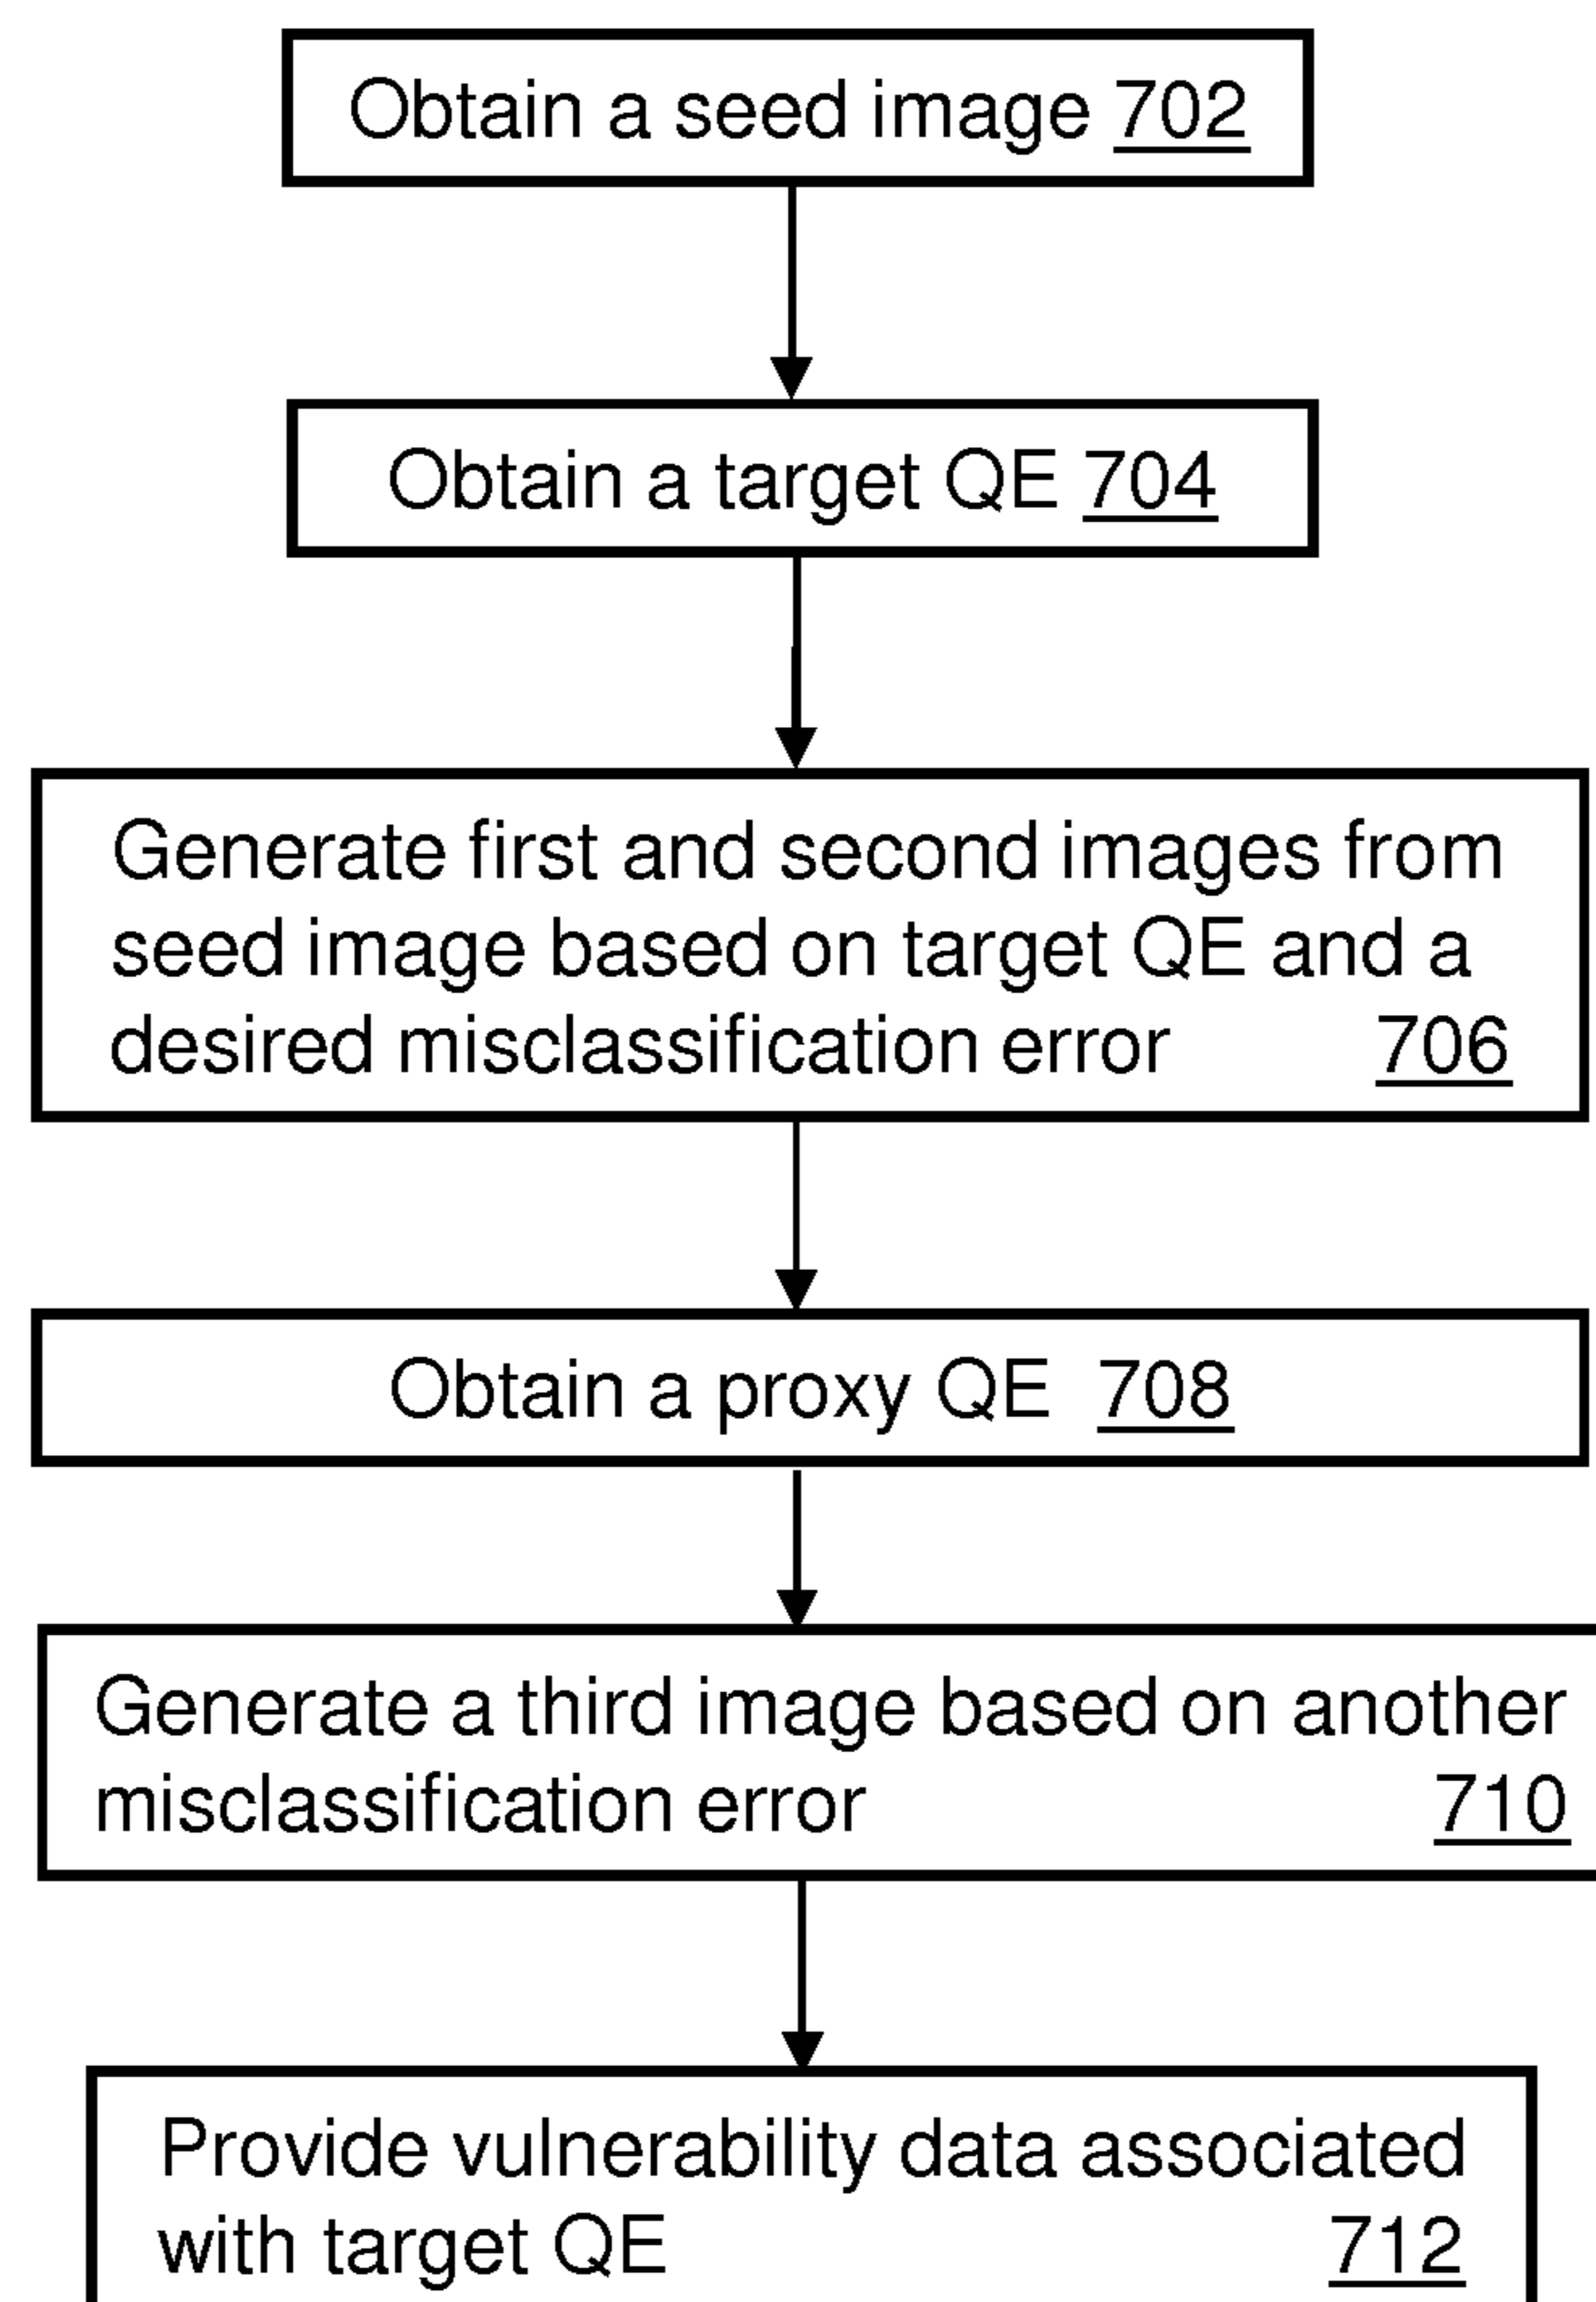 Obtain a seed image 702
Obtain a target QE 704
Generate first and second images from
seed image based on target QE and a
desired misclassification error 706
Obtain a proxy QE 708
Generate a third image based on another
misclassification error 710
Provide vulnerability data associated
with target QE 712